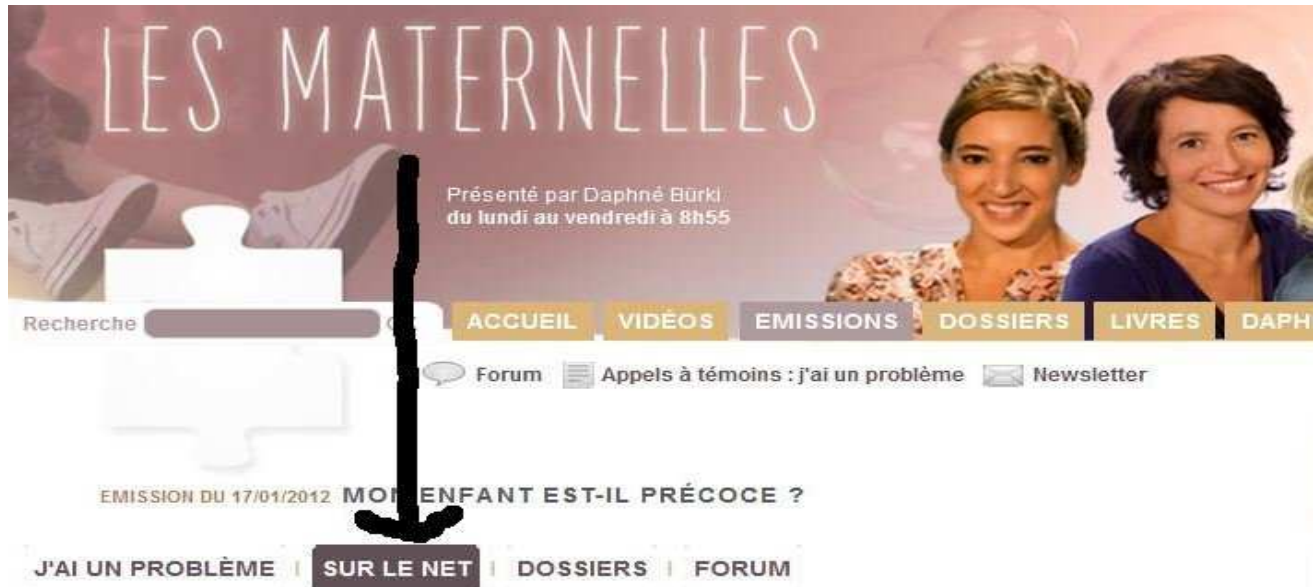 LES MATERNELLES
Présenté par Daphné Bürki
du lundi au vendredi à 8h55
Recherche
ACCUEIL VIDÉOS EMISSIONS DOSSIERS LIVRES DAPH
Forum Appels à témoins : j'ai un problème Newsletter
EMISSION DU 17/01/2012 MON ENFANT EST-IL PRÉCOCE ?
J'AI UN PROBLÈME | SUR LE NET | DOSSIERS | FORUM